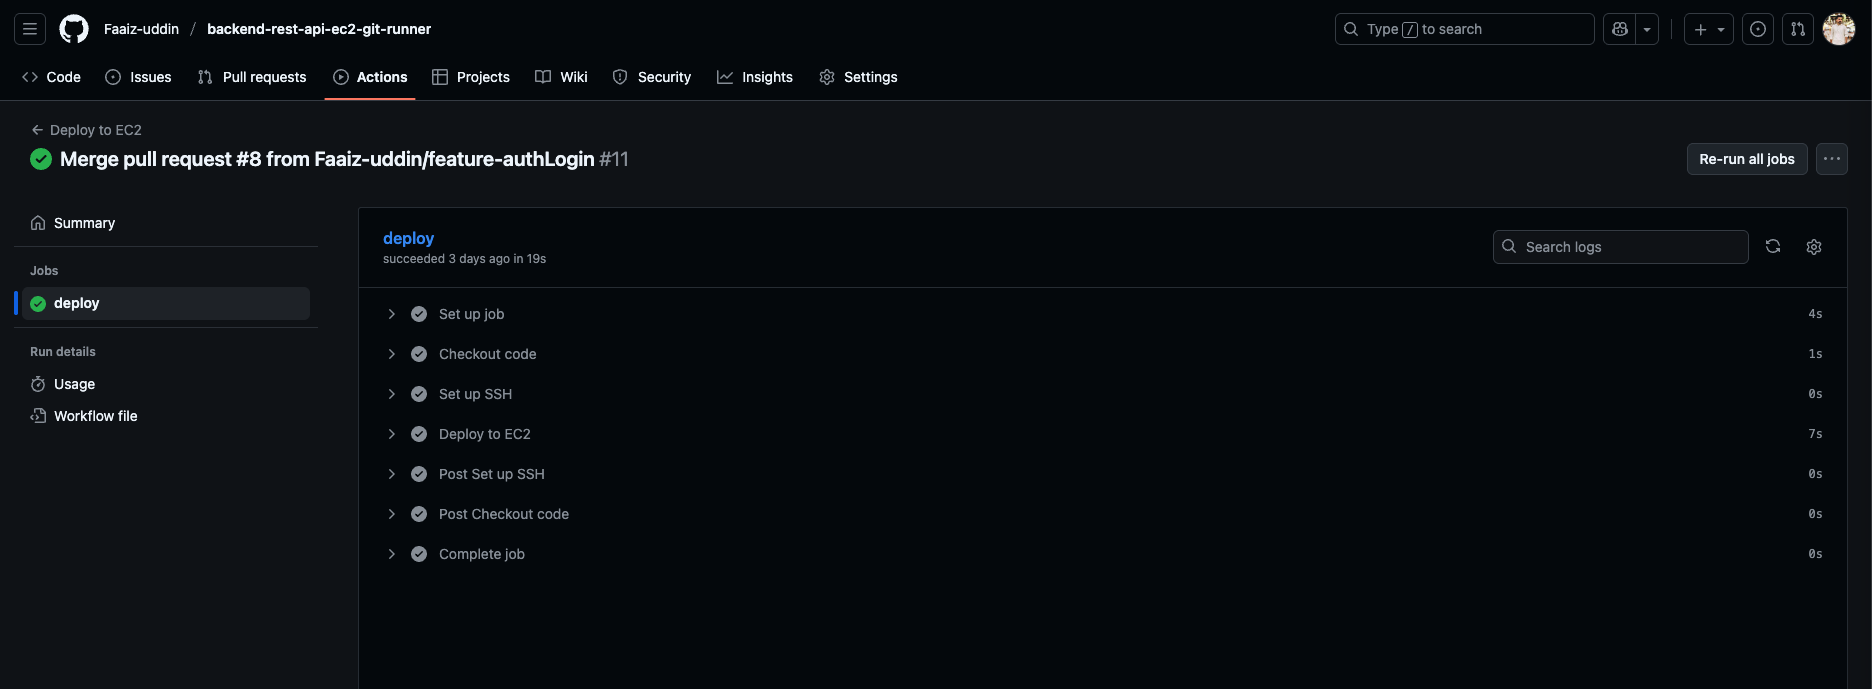 Faaiz-uddin / backend-rest-api-ec2-git-runner
Type / to search
Code Issues Pull requests Actions Projects Wiki Security Insights Settings
Deploy to EC2
Merge pull request #8 from Faaiz-uddin/feature-authLogin #11
Re-run all jobs
Summary
Jobs
deploy
Run details
Usage
Workflow file
deploy
succeeded 3 days ago in 19s
Search logs
Set up job 4s
Checkout code 1s
Set up SSH 0s
Deploy to EC2 7s
Post Set up SSH 0s
Post Checkout code 0s
Complete job 0s